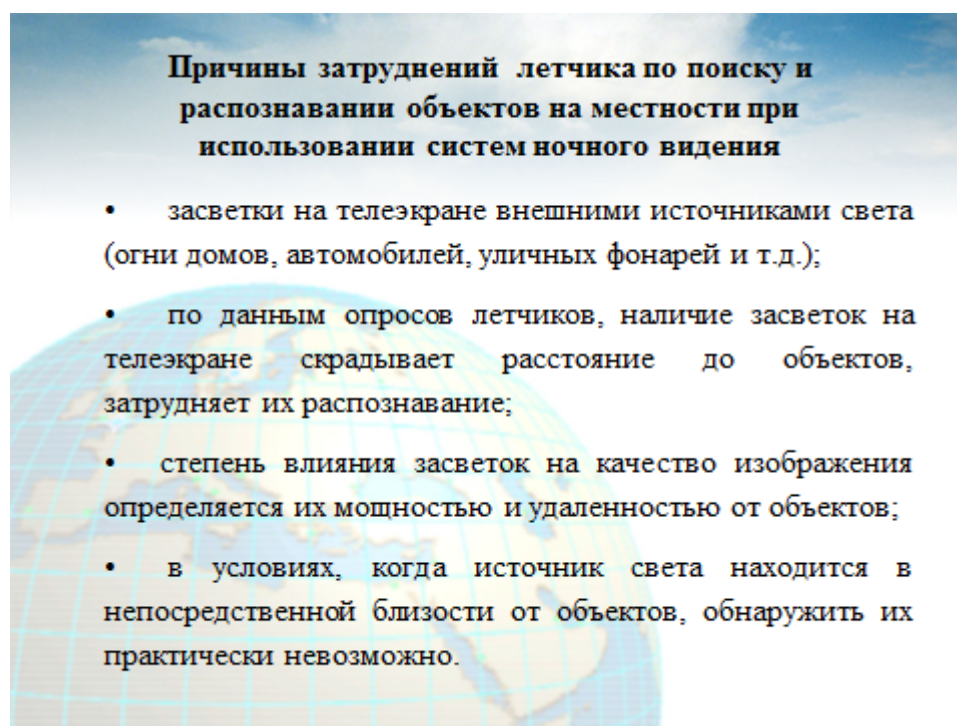 Причины затруднений летчика по поиску и
распознавании объектов на местности при
использовании систем ночного видения
• засветки на телеэкране внешними источниками света
(огни домов, автомобилей, уличных фонарей и т.д.);
• по данным опросов летчиков, наличие засветок на
телеэкране скрадывает расстояние до объектов,
затрудняет их распознавание;
• степень влияния засветок на качество изображения
определяется их мощностью и удаленностью от объектов;
• в условиях, когда источник света находится в
непосредственной близости от объектов, обнаружить их
практически невозможно.